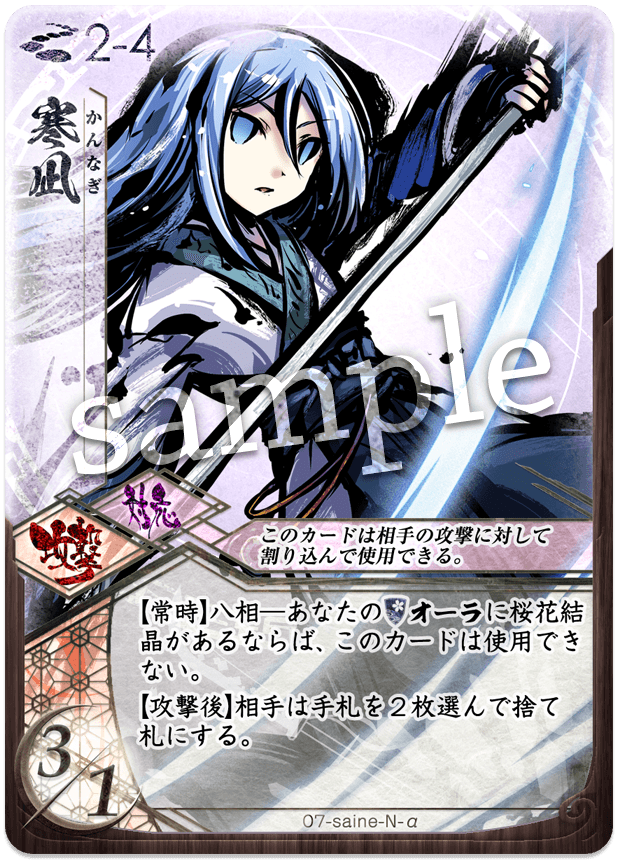 2-4
寒凪
かんなぎ
sample
攻撃
対応
このカードは相手の攻撃に対して
割り込んで使用できる。
【常時】八相─あなたのオーラに桜花結
晶があるならば、このカードは使用でき
ない。
【攻撃後】相手は手札を2枚選んで捨て
札にする。
3/1
07-saine-N-α